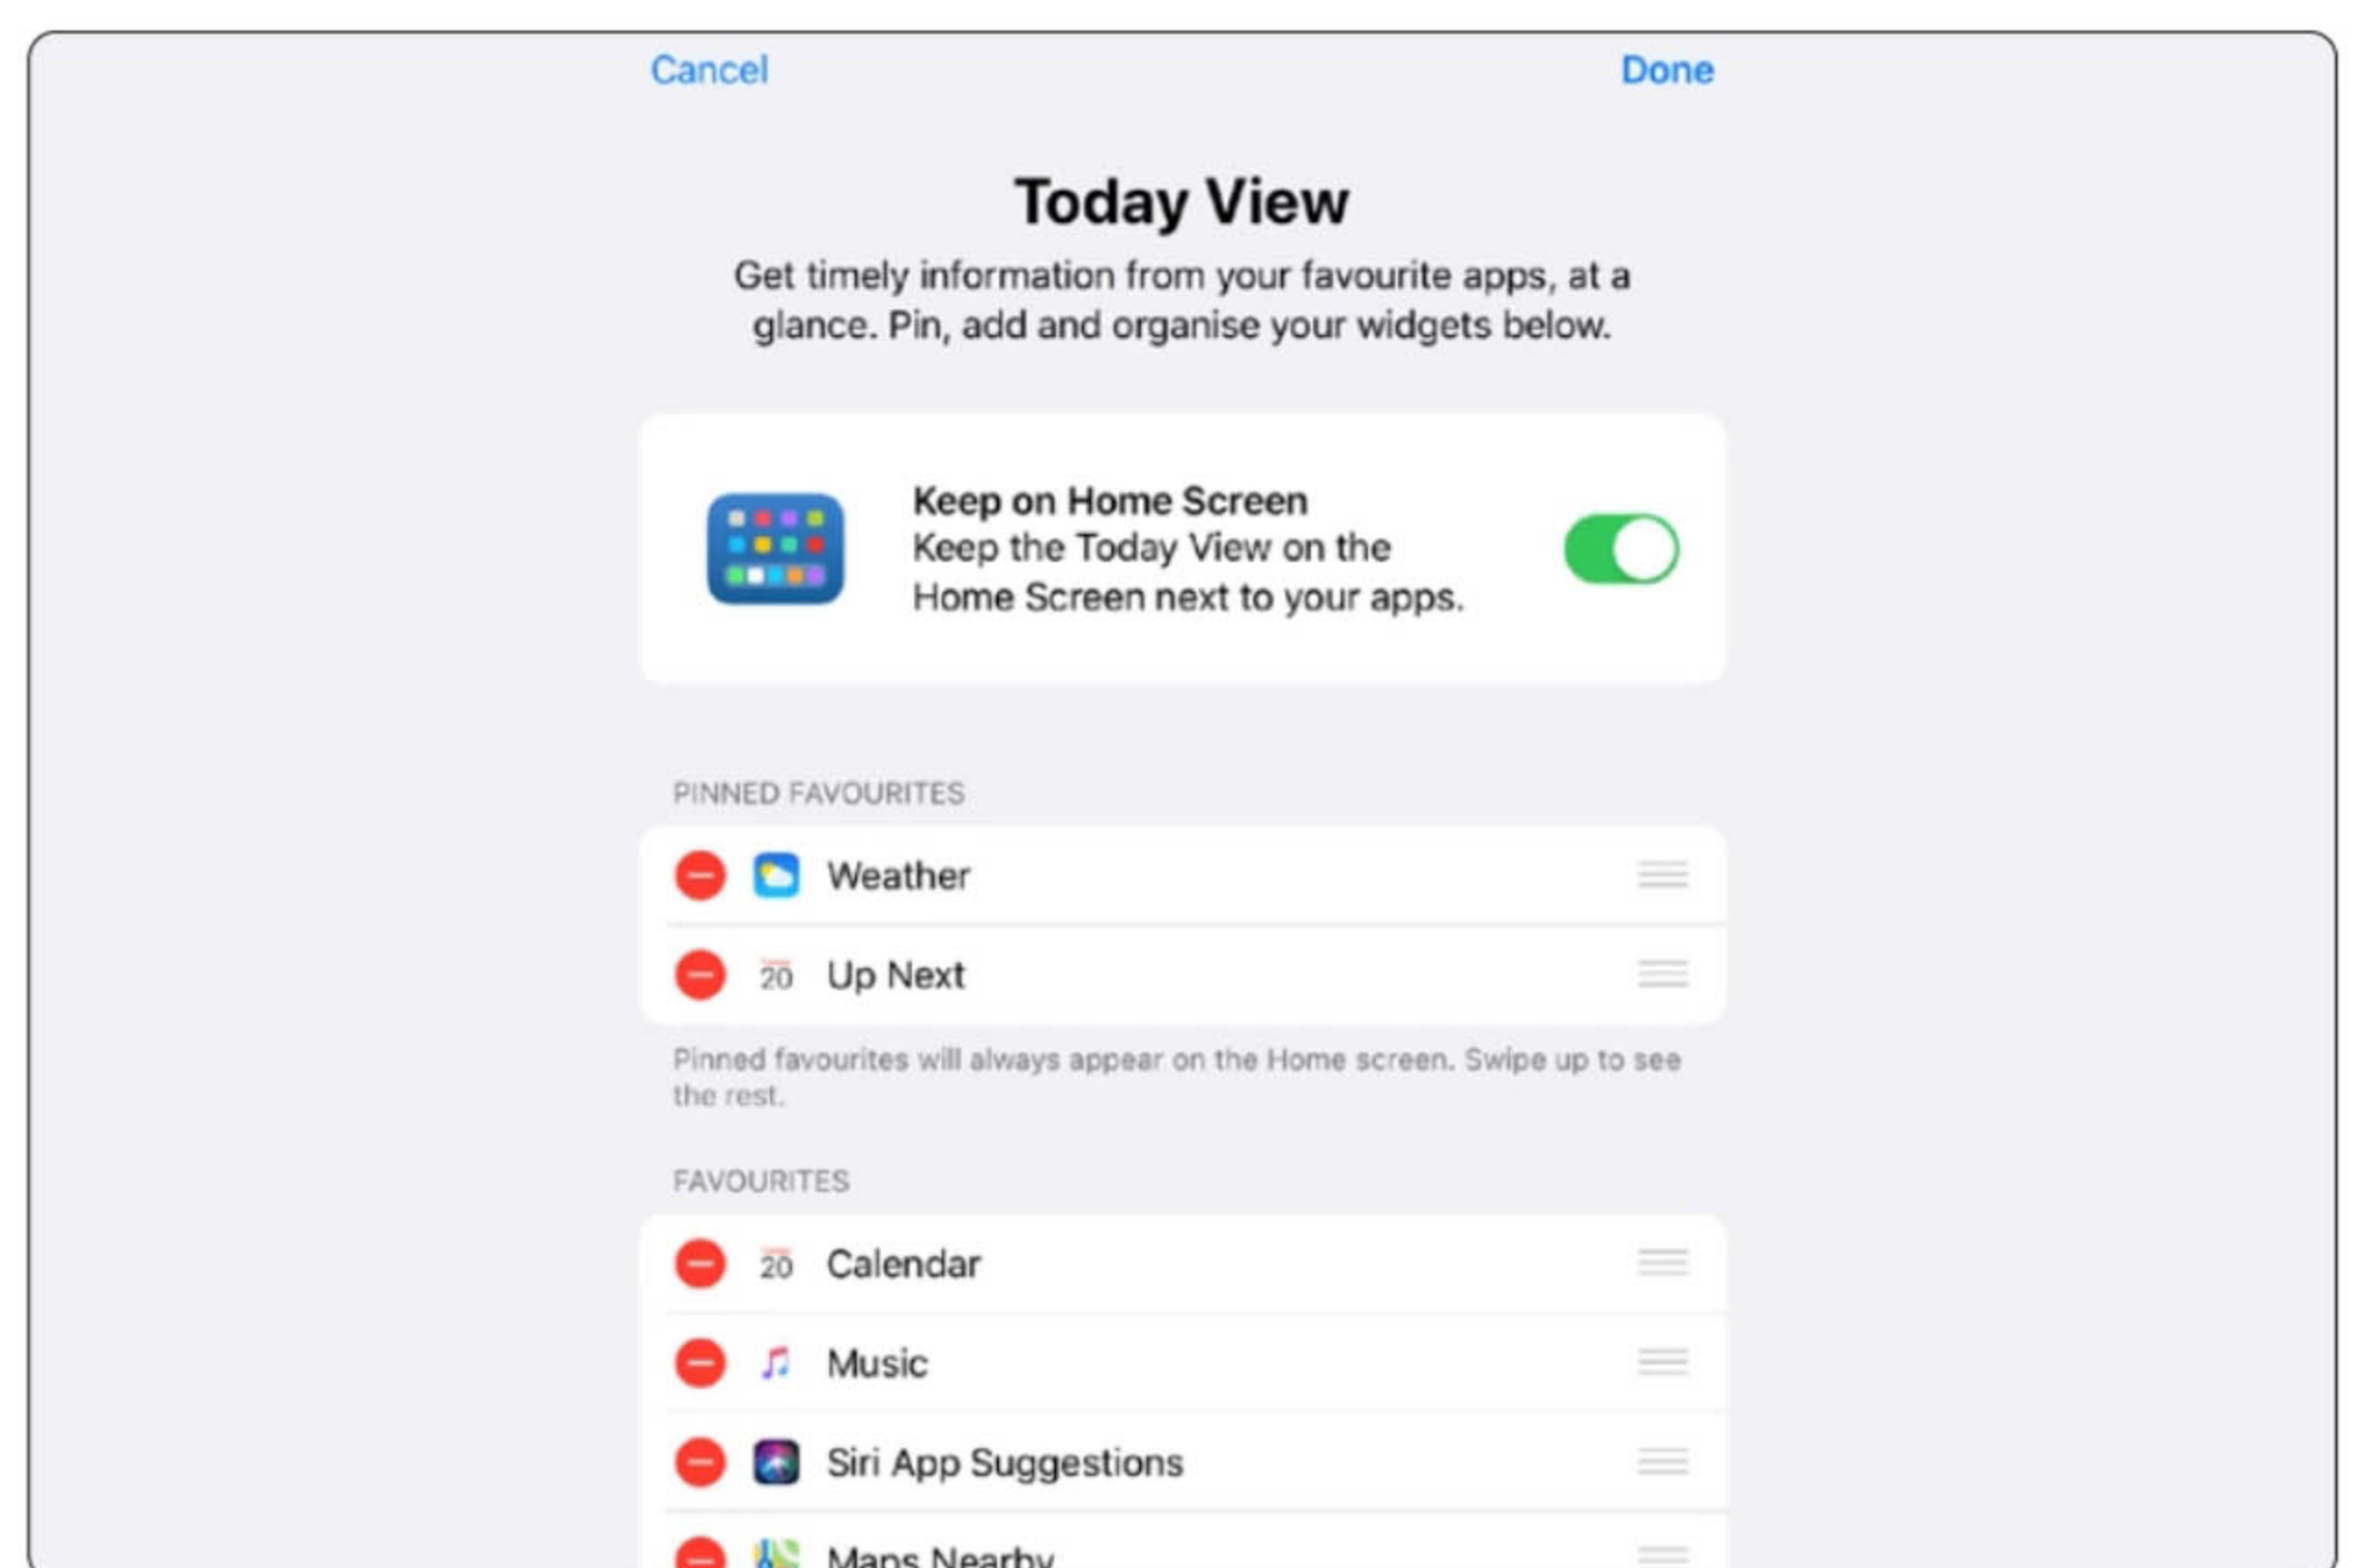 Cancel
Done
Today View
Get timely information from your favourite apps, at a
glance. Pin, add and organise your widgets below.
Keep on Home Screen
Keep the Today View on the
Home Screen next to your apps.
PINNED FAVOURITES
Weather
20 Up Next
Pinned favourites will always appear on the Home screen. Swipe up to see
the rest.
FAVOURITES
20 Calendar
Music
Siri App Suggestions
Maps Nearby